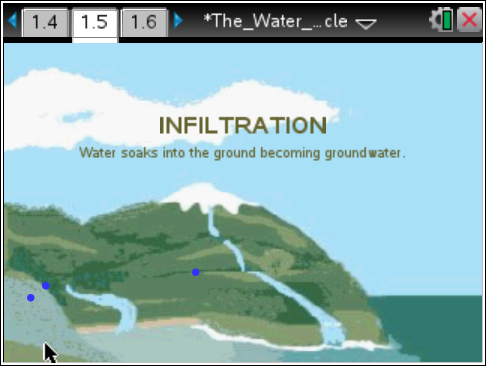 1.4 1.5 1.6 *The_Water_...cle
INFILTRATION
Water soaks into the ground becoming groundwater.